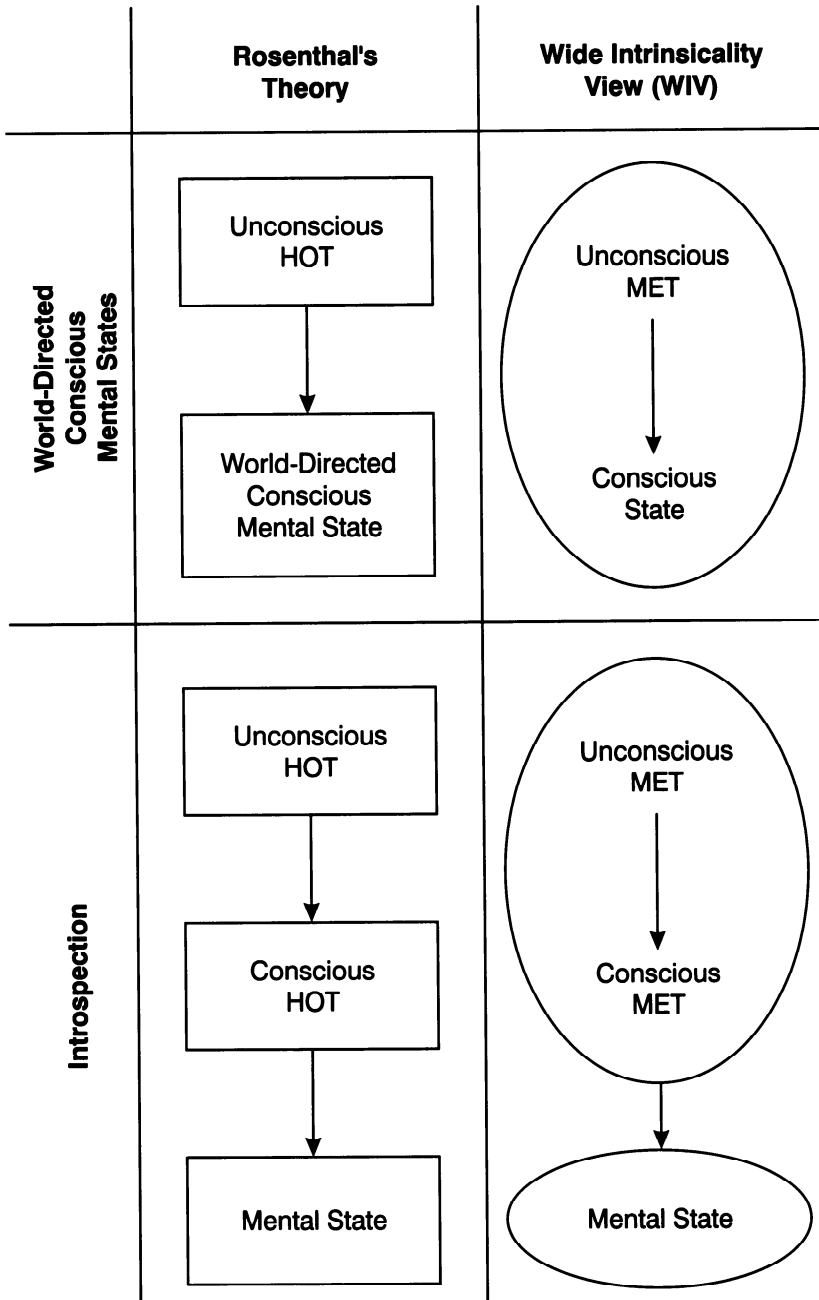 Rosenthal's
Theory
Wide Intrinsicality
View (WIV)
World-Directed
Conscious
Mental States
Unconscious
HOT
World-Directed
Conscious
Mental State
Unconscious
MET
Conscious
State
Introspection
Unconscious
HOT
Conscious
HOT
Mental State
Unconscious
MET
Conscious
MET
Mental State